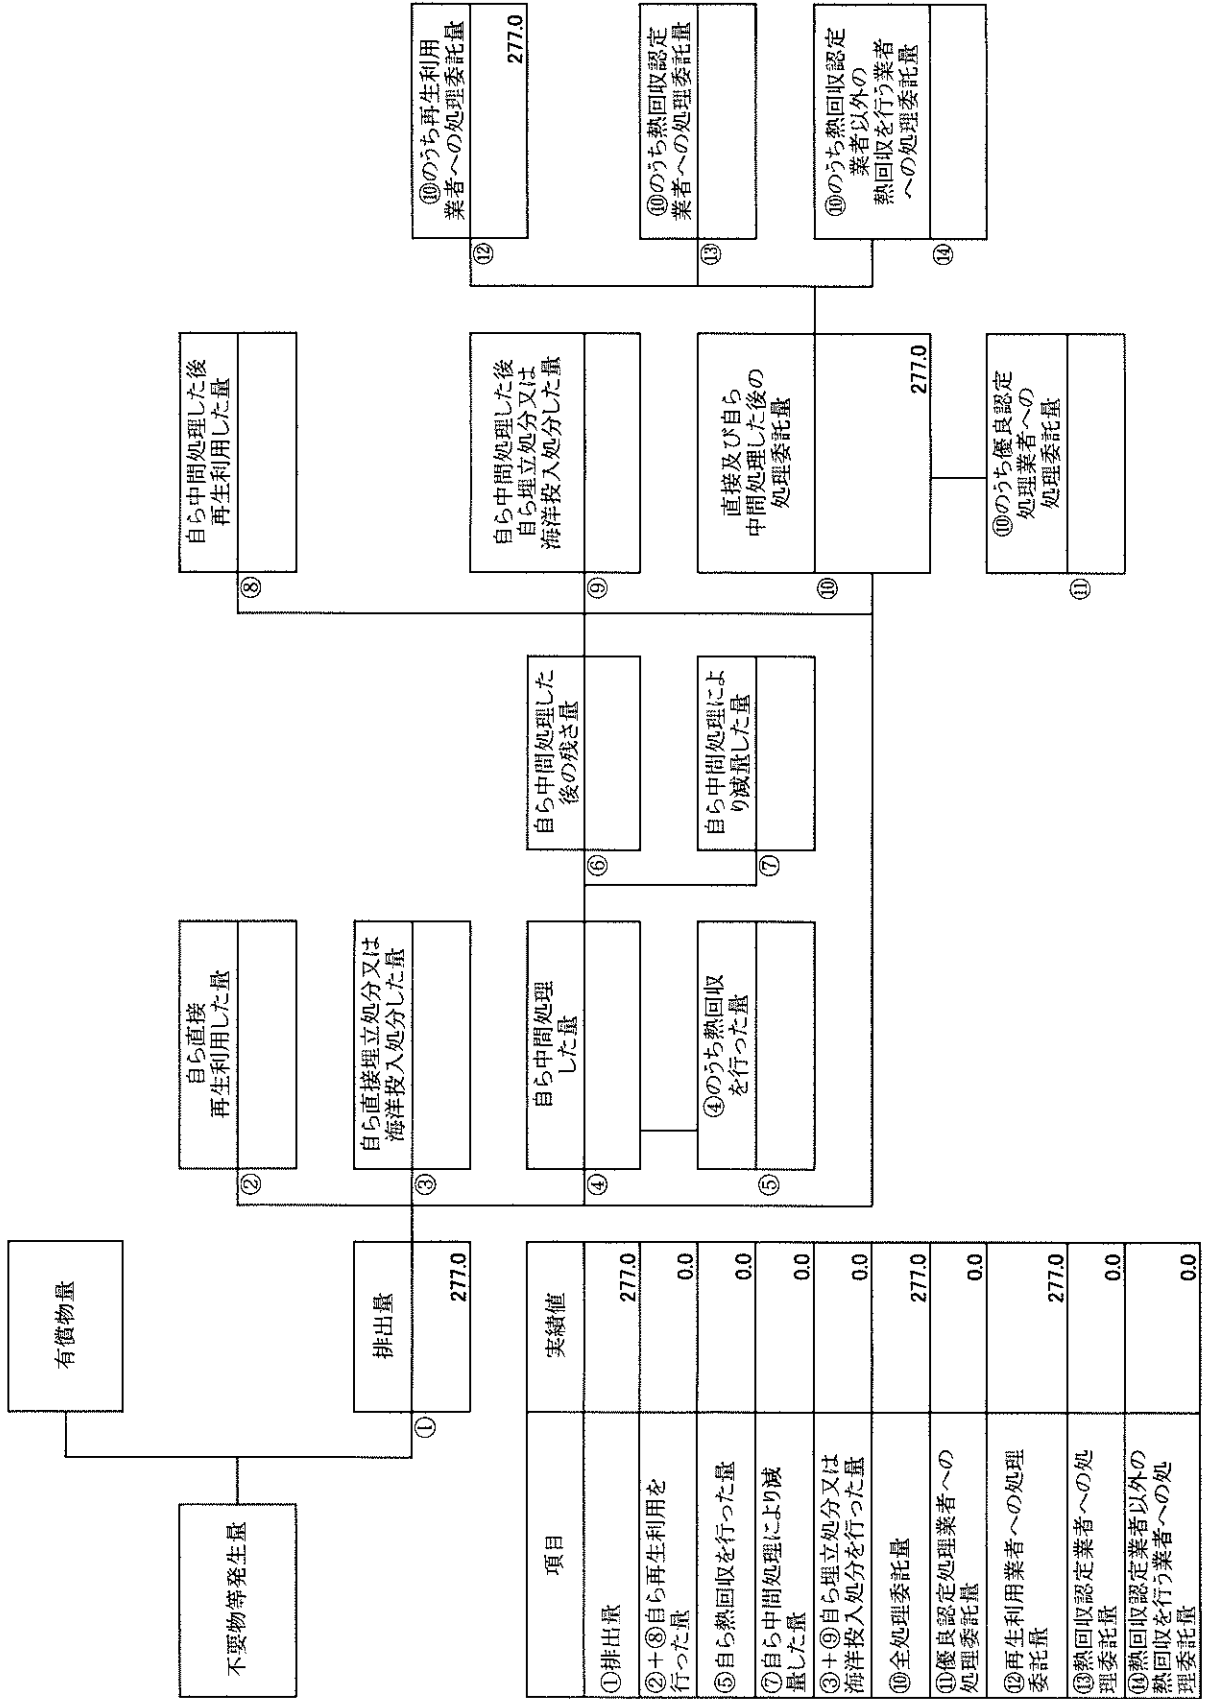 有償物量
不要物等発生量
①
排出量
277.0
②
自ら直接
再生利用した量
③
自ら直接埋立処分又は
海洋投入処分した量
④
自ら中間処理
した量
⑤
④のうち熱回収
を行った量
⑥
自ら中間処理した
後の残さ量
⑦
自ら中間処理によ
り減量した量
⑧
自ら中間処理した後
再生利用した量
⑨
自ら中間処理した後
自ら埋立処分又は
海洋投入処分した量
⑩
直接及び自ら
中間処理した後の
処理委託量
277.0
⑪
⑩のうち優良認定
処理業者への
処理委託量
⑫
⑩のうち再生利用
業者への処理委託量
277.0
⑬
⑩のうち熱回収認定
業者への処理委託量
⑭
⑩のうち熱回収認定
業者以外の
熱回収を行う業者
への処理委託量
項目 実績値
①排出量 277.0
②+⑧自ら再生利用を
行った量 0.0
⑤自ら熱回収を行った量 0.0
⑦自ら中間処理により減
量した量 0.0
③+⑨自ら埋立処分又は
海洋投入処分を行った量 0.0
⑩全処理委託量 277.0
⑪優良認定処理業者への
処理委託量 0.0
⑫再生利用業者への処理
委託量 277.0
⑬熱回収認定業者への処
理委託量 0.0
⑭熱回収認定業者以外の
熱回収を行う業者への処
理委託量 0.0